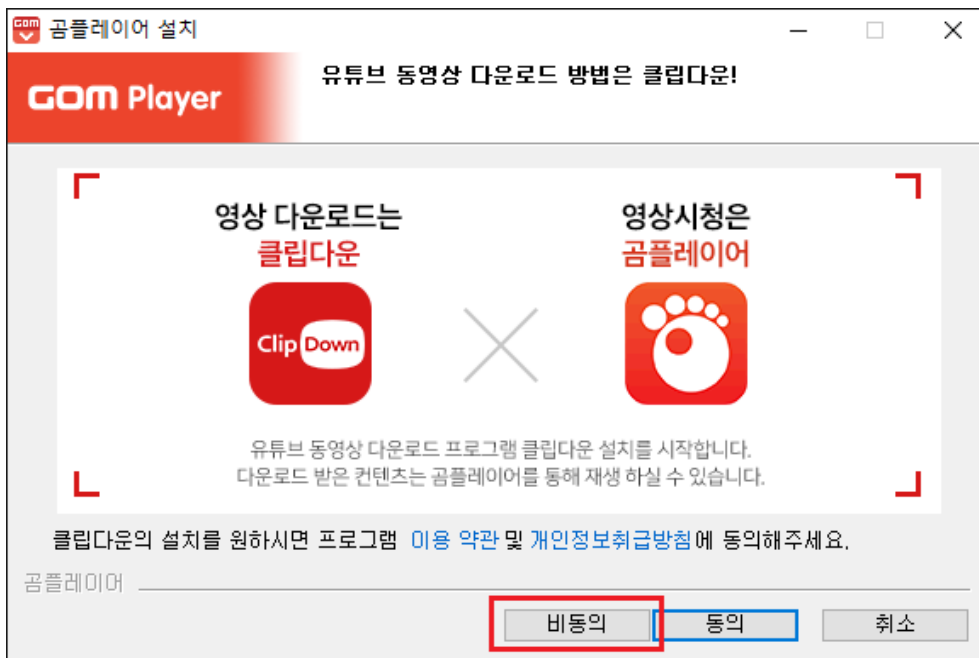 곰플레이어 설치
GOM Player
유튜브 동영상 다운로드 방법은 클립다운!
영상 다운로드는
클립다운
영상시청은
곰플레이어
Clip Down
유튜브 동영상 다운로드 프로그램 클립다운 설치를 시작합니다.
다운로드 받은 컨텐츠는 곰플레이어를 통해 재생 하실 수 있습니다.
클립다운의 설치를 원하시면 프로그램 이용 약관 및 개인정보취급방침에 동의해주세요.
곰플레이어
비동의 동의 취소